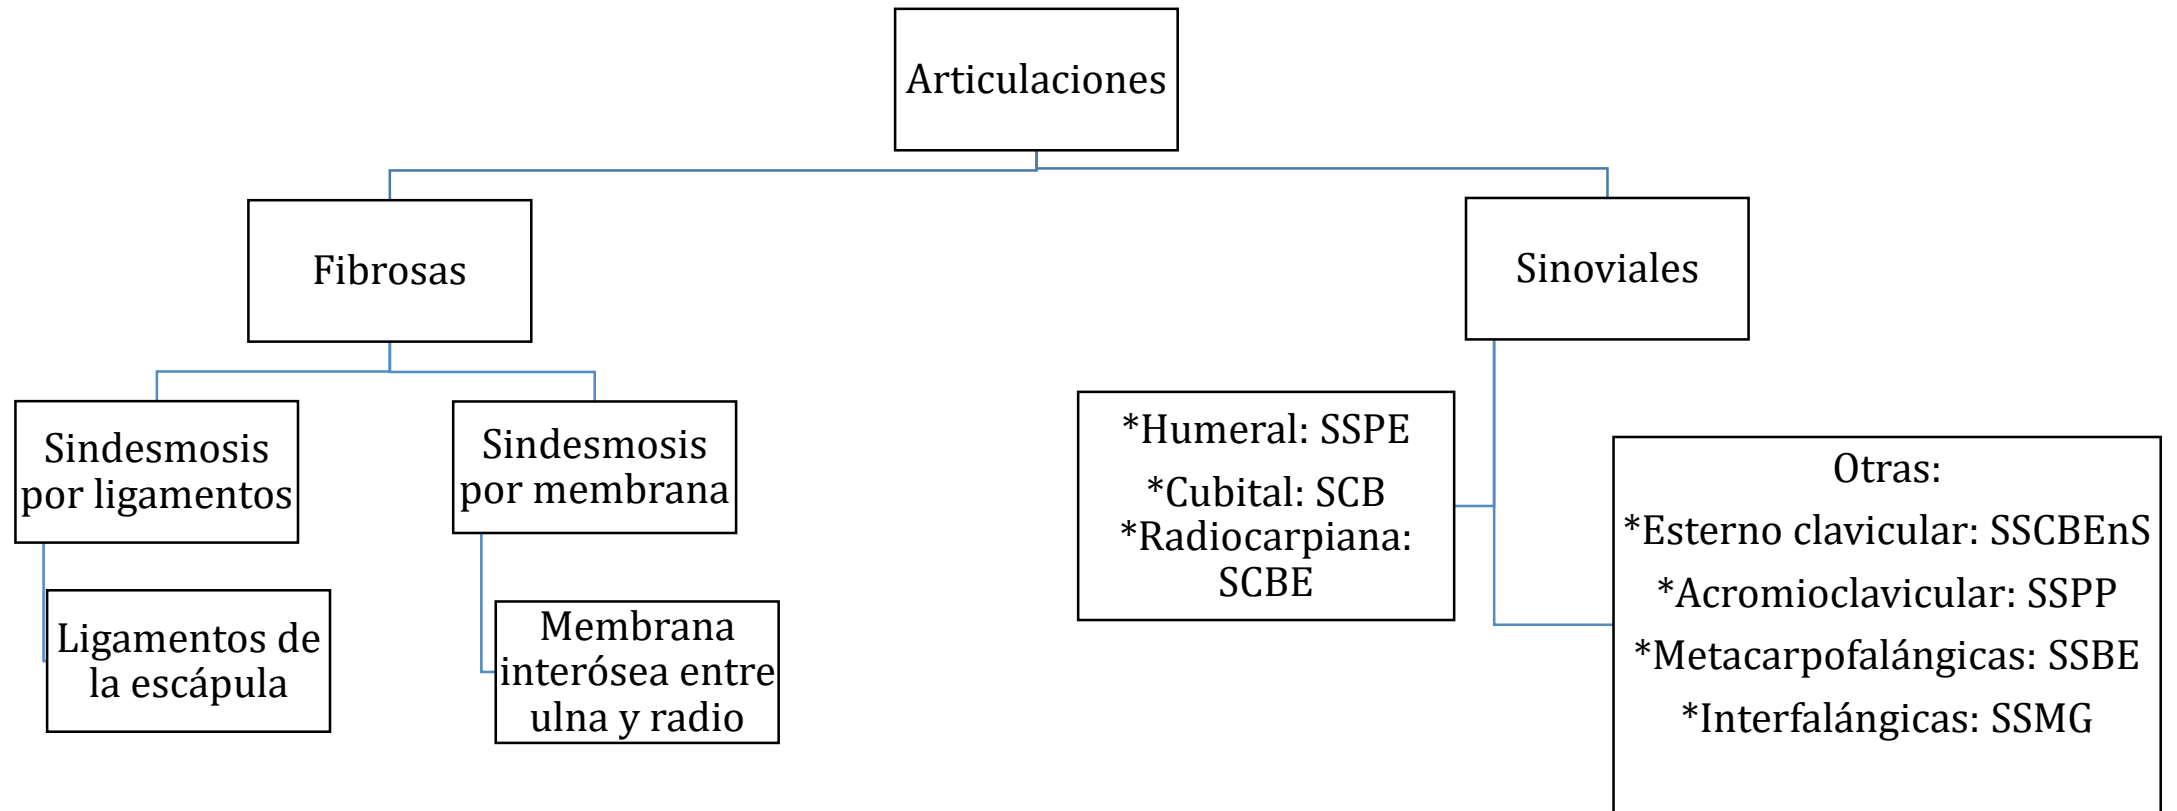 Articulaciones
Fibrosas
Sinoviales
Sindesmosis
por ligamentos
Sindesmosis
por membrana
Ligamentos de
la escápula
Membrana
interósea entre
ulna y radio
*Humeral: SSPE
*Cubital: SCB
*Radiocarpiana:
SCBE
Otras:
*Esterno clavicular: SSCBEnS
*Acromioclavicular: SSPP
*Metacarpofalángicas: SSBE
*Interfalángicas: SSMG